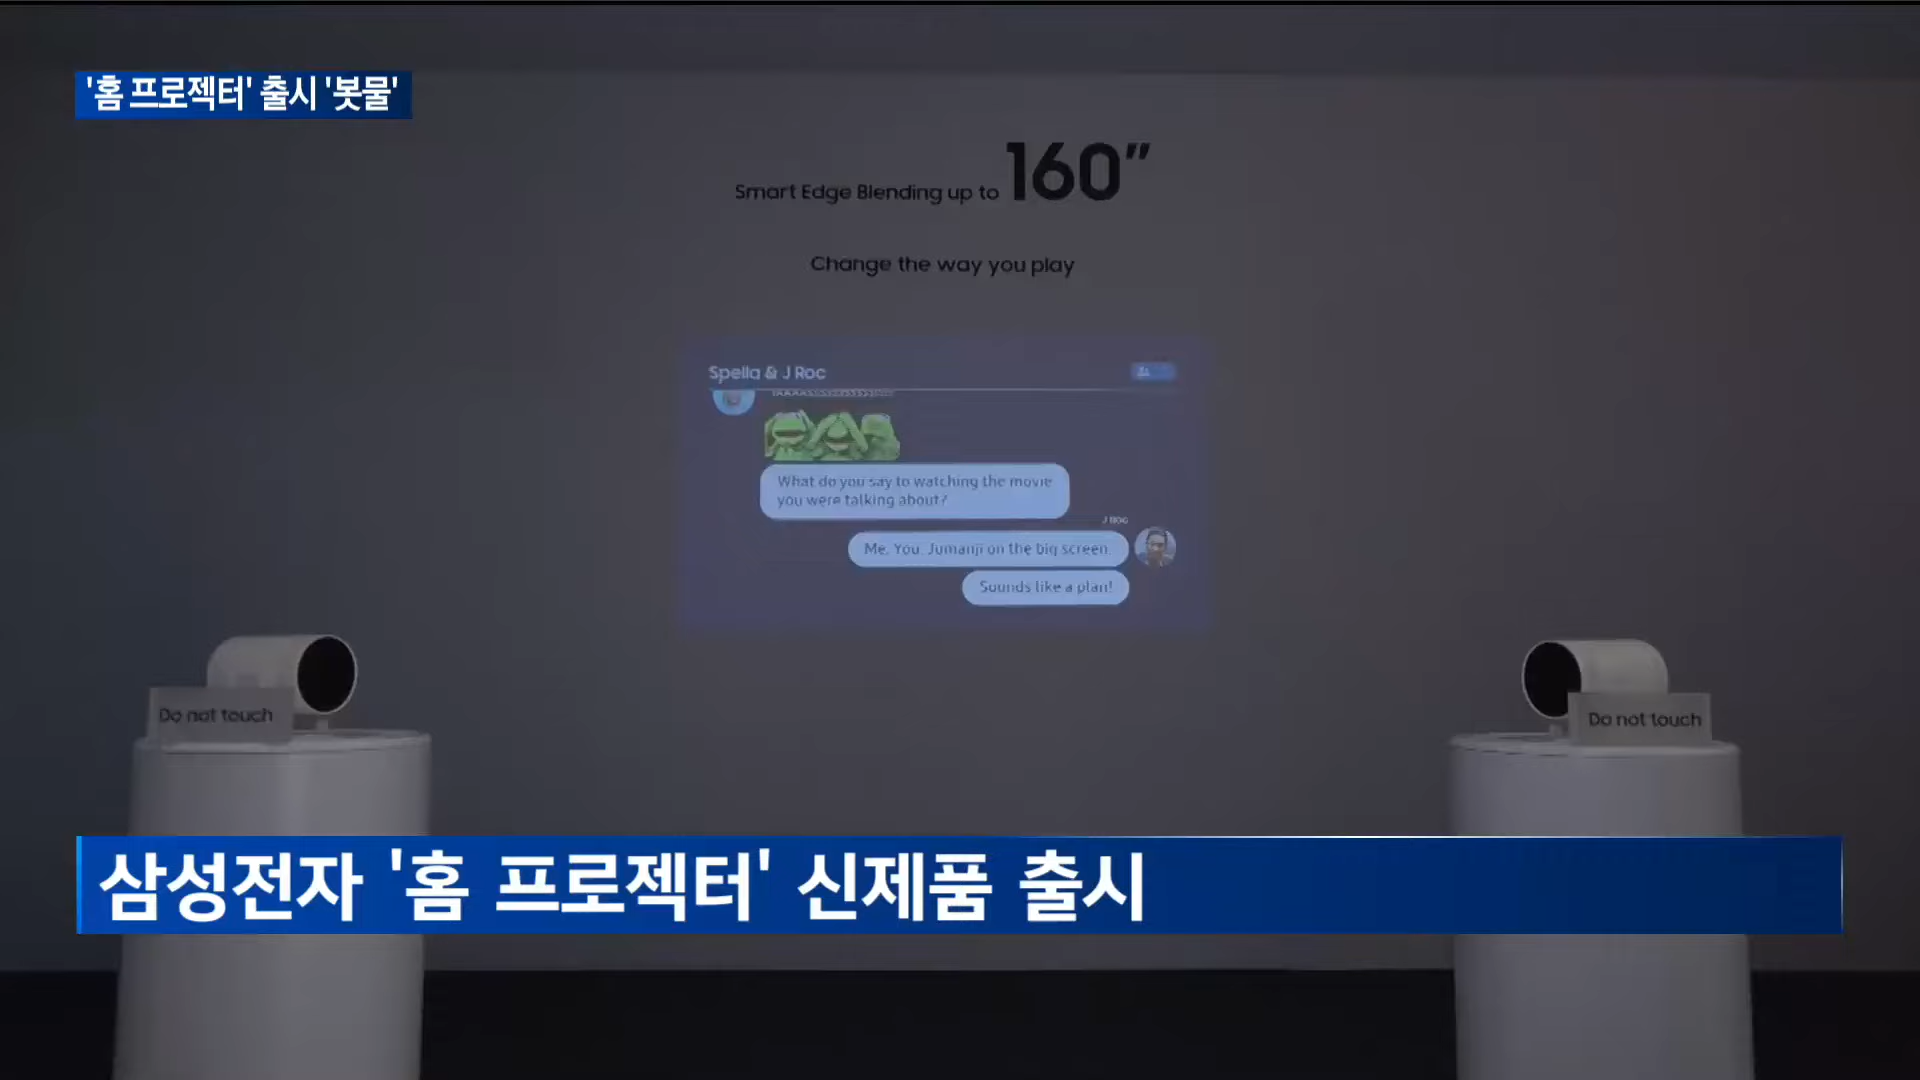 '홈 프로젝터' 출시 '봇물'
Smart Edge Blending up to 160"
Change the way you play
Spella & J Roc
What do you say to watching the movie
you were talking about?
J Roc
Me. You. Jumanji on the big screen.
Sounds like a plan!
Do not touch
Do not touch
삼성전자 '홈 프로젝터' 신제품 출시